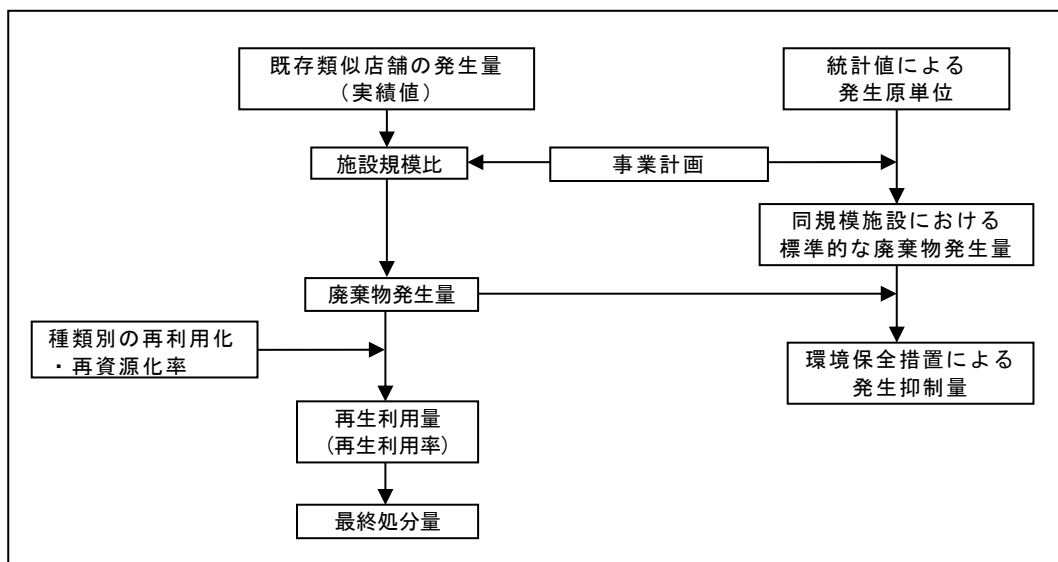 既存類似店舗の発生量
（実績値）
統計値による
発生原単位
施設規模比
事業計画
同規模施設における
標準的な廃棄物発生量
廃棄物発生量
種類別の再利用化
・再資源化率
環境保全措置による
発生抑制量
再生利用量
(再生利用率)
最終処分量